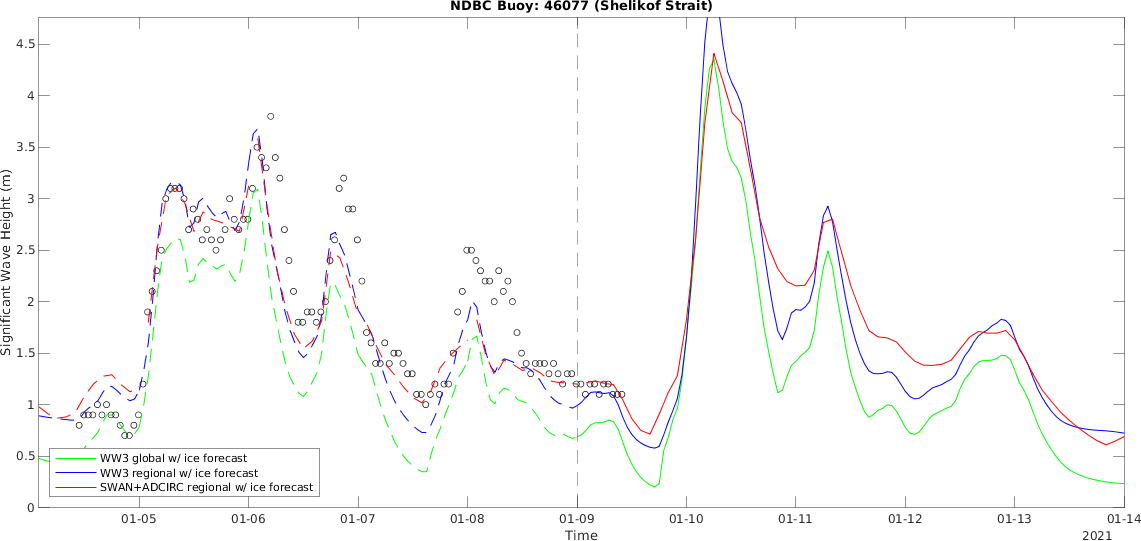 NDBC Buoy: 46077 (Shelikof Strait)
Significant Wave Height (m)
4.5
4
3.5
3
2.5
2
1.5
1
0.5
0
WW3 global w/ ice forecast
WW3 regional w/ ice forecast
SWAN+ADCIRC regional w/ ice forecast
01-05 01-06 01-07 01-08 01-09 01-10 01-11 01-12 01-13 01-14
Time
2021